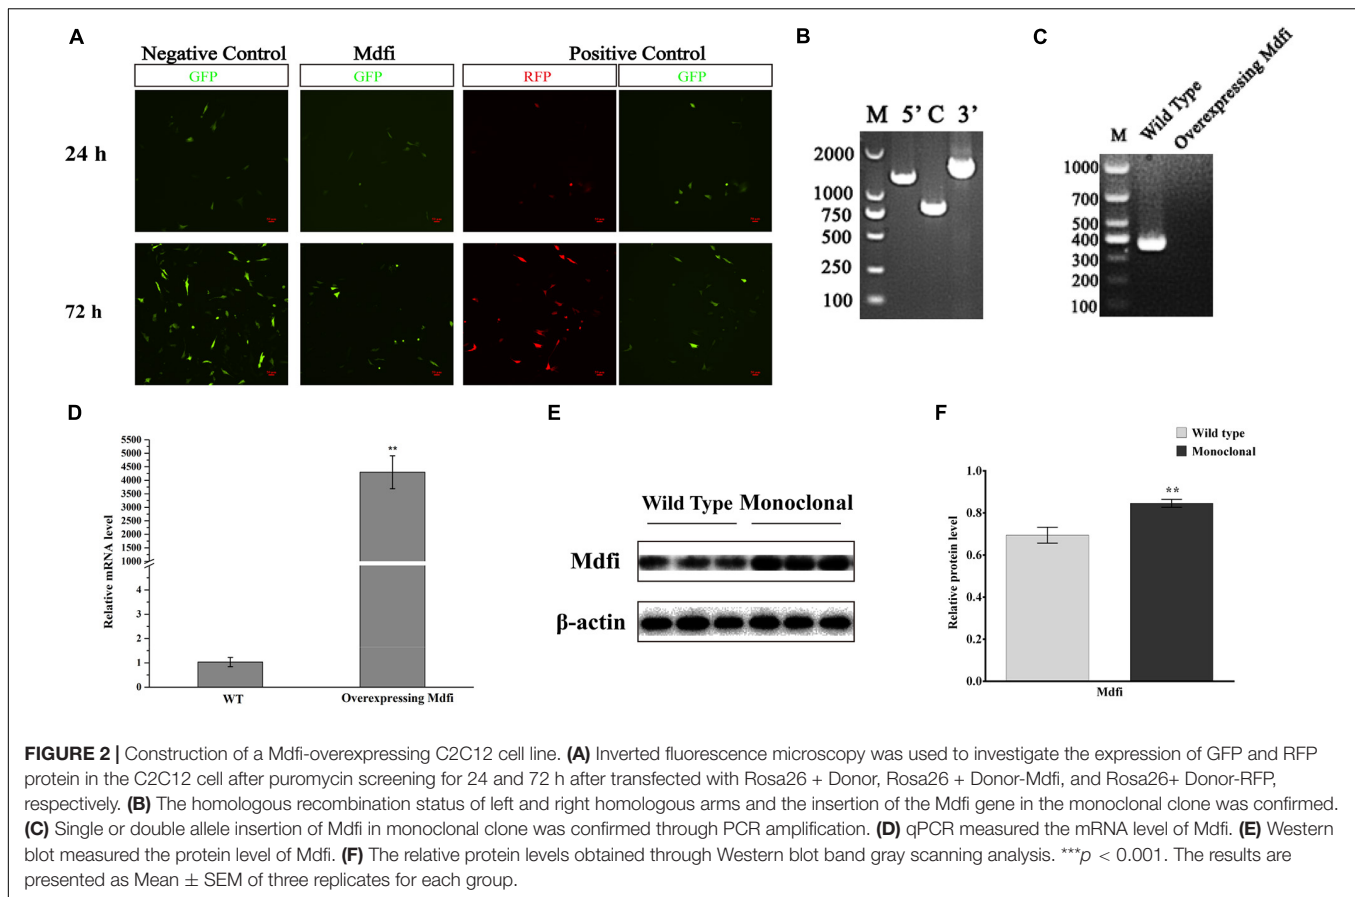 A
Negative Control
Mdfi
Positive Control
GFP
GFP
RFP
GFP
24 h
72 h
B
M 5’ C 3’
2000
1000
750
500
250
100
C
M
Wild Type
Overexpressing Mdfi
1000
700
500
400
300
200
100
D
Relative mRNA level
5500
5000
4500
4000
3500
3000
2500
2000
1500
1000
4
3
2
1
0
**
WT
Overexpressing Mdfi
E
Wild Type Monoclonal
Mdfi
β-actin
F
Wild type
Monoclonal
Relative protein level
1.0
0.8
0.6
0.4
0.2
0.0
**
Mdfi
FIGURE 2 | Construction of a Mdfi-overexpressing C2C12 cell line. (A) Inverted fluorescence microscopy was used to investigate the expression of GFP and RFP
protein in the C2C12 cell after puromycin screening for 24 and 72 h after transfected with Rosa26 + Donor, Rosa26 + Donor-Mdfi, and Rosa26+ Donor-RFP,
respectively. (B) The homologous recombination status of left and right homologous arms and the insertion of the Mdfi gene in the monoclonal clone was confirmed.
(C) Single or double allele insertion of Mdfi in monoclonal clone was confirmed through PCR amplification. (D) qPCR measured the mRNA level of Mdfi. (E) Western
blot measured the protein level of Mdfi. (F) The relative protein levels obtained through Western blot band gray scanning analysis. ***p < 0.001. The results are
presented as Mean ± SEM of three replicates for each group.